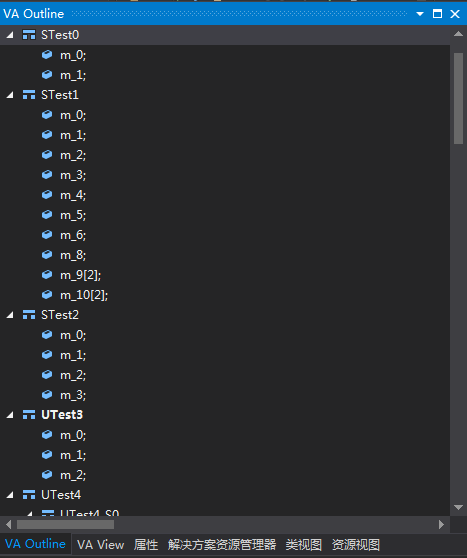 VA Outline
STest0
m_0;
m_1;
STest1
m_0;
m_1;
m_2;
m_3;
m_4;
m_5;
m_6;
m_8;
m_9[2];
m_10[2];
STest2
m_0;
m_1;
m_2;
m_3;
UTest3
m_0;
m_1;
m_2;
UTest4
UTest4_S0
VA Outline VA View 属性 解决方案资源管理器 类视图 资源视图